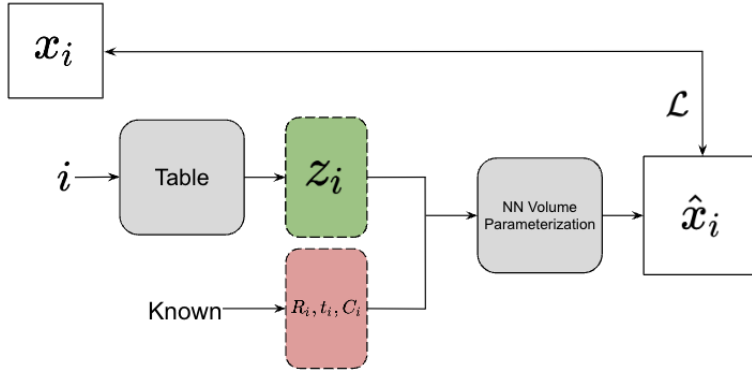 x_i
ℒ
i
Table
z_i
NN Volume
Parameterization
x̂_i
Known
R_i, t_i, C_i